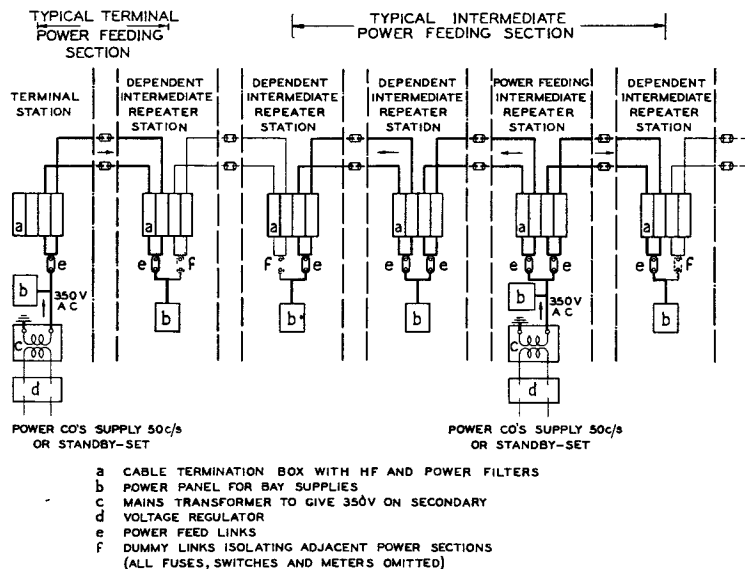 TYPICAL TERMINAL
POWER FEEDING
SECTION
TYPICAL INTERMEDIATE
POWER FEEDING SECTION
TERMINAL
STATION
DEPENDENT
INTERMEDIATE
REPEATER
STATION
DEPENDENT
INTERMEDIATE
REPEATER
STATION
DEPENDENT
INTERMEDIATE
REPEATER
STATION
POWER FEEDING
INTERMEDIATE
REPEATER
STATION
DEPENDENT
INTERMEDIATE
REPEATER
STATION
a
a
a
a
a
a
e
e
f
f
e
e
e
e
e
e
f
b
350V
AC
b
b
b
b
350V
AC
b
c
c
d
d
POWER CO'S SUPPLY 50c/s
OR STANDBY-SET
POWER CO'S SUPPLY 50c/s
OR STANDBY-SET
a CABLE TERMINATION BOX WITH HF AND POWER FILTERS
b POWER PANEL FOR BAY SUPPLIES
c MAINS TRANSFORMER TO GIVE 350V ON SECONDARY
d VOLTAGE REGULATOR
e POWER FEED LINKS
f DUMMY LINKS ISOLATING ADJACENT POWER SECTIONS
(ALL FUSES, SWITCHES AND METERS OMITTED)